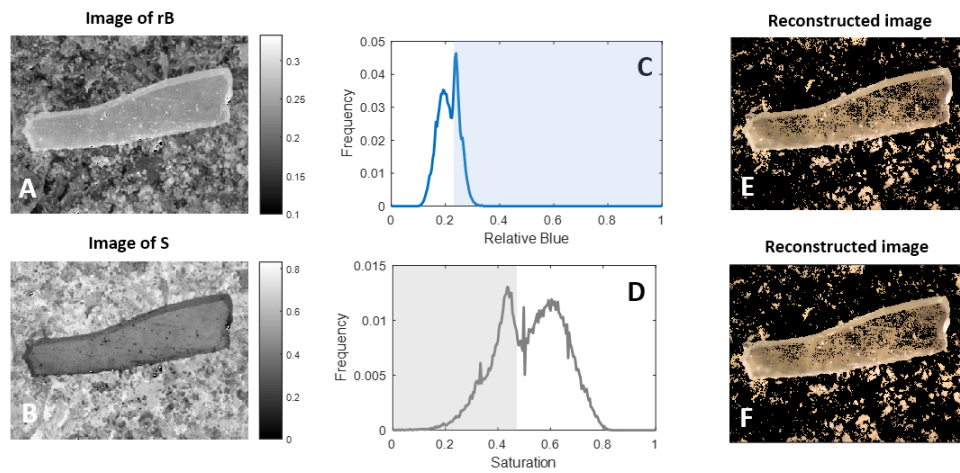 Image of rB
0.3
0.25
0.2
0.15
0.1
A
Image of S
0.8
0.6
0.4
0.2
0
B
0.05
0.04
0.03
0.02
0.01
0
Frequency
C
0 0.2 0.4 0.6 0.8 1
Relative Blue
0.015
0.01
0.005
0
Frequency
D
0 0.2 0.4 0.6 0.8 1
Saturation
Reconstructed image
E
Reconstructed image
F